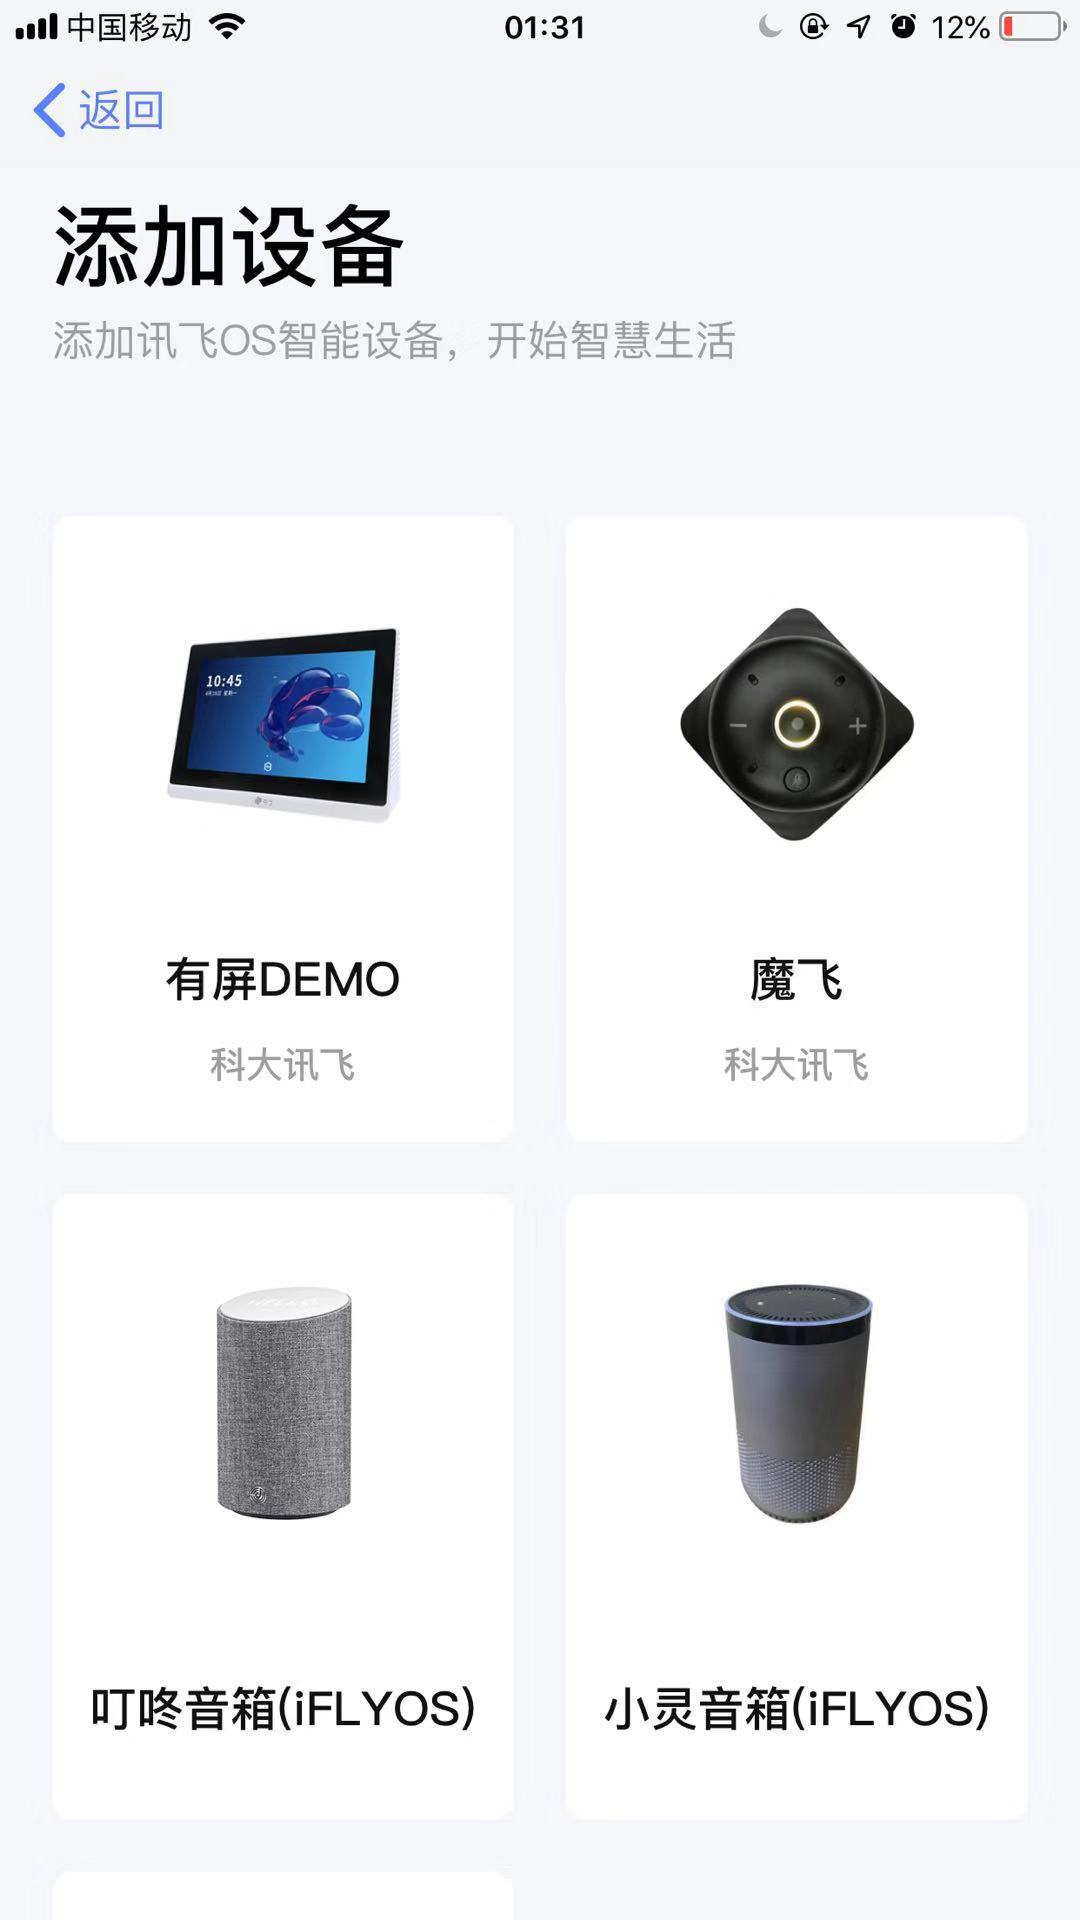 中国移动 01:31 12%
返回
添加设备
添加讯飞OS智能设备，开始智慧生活
10:45
有屏DEMO
科大讯飞
魔飞
科大讯飞
叮咚音箱(iFLYOS)
小灵音箱(iFLYOS)